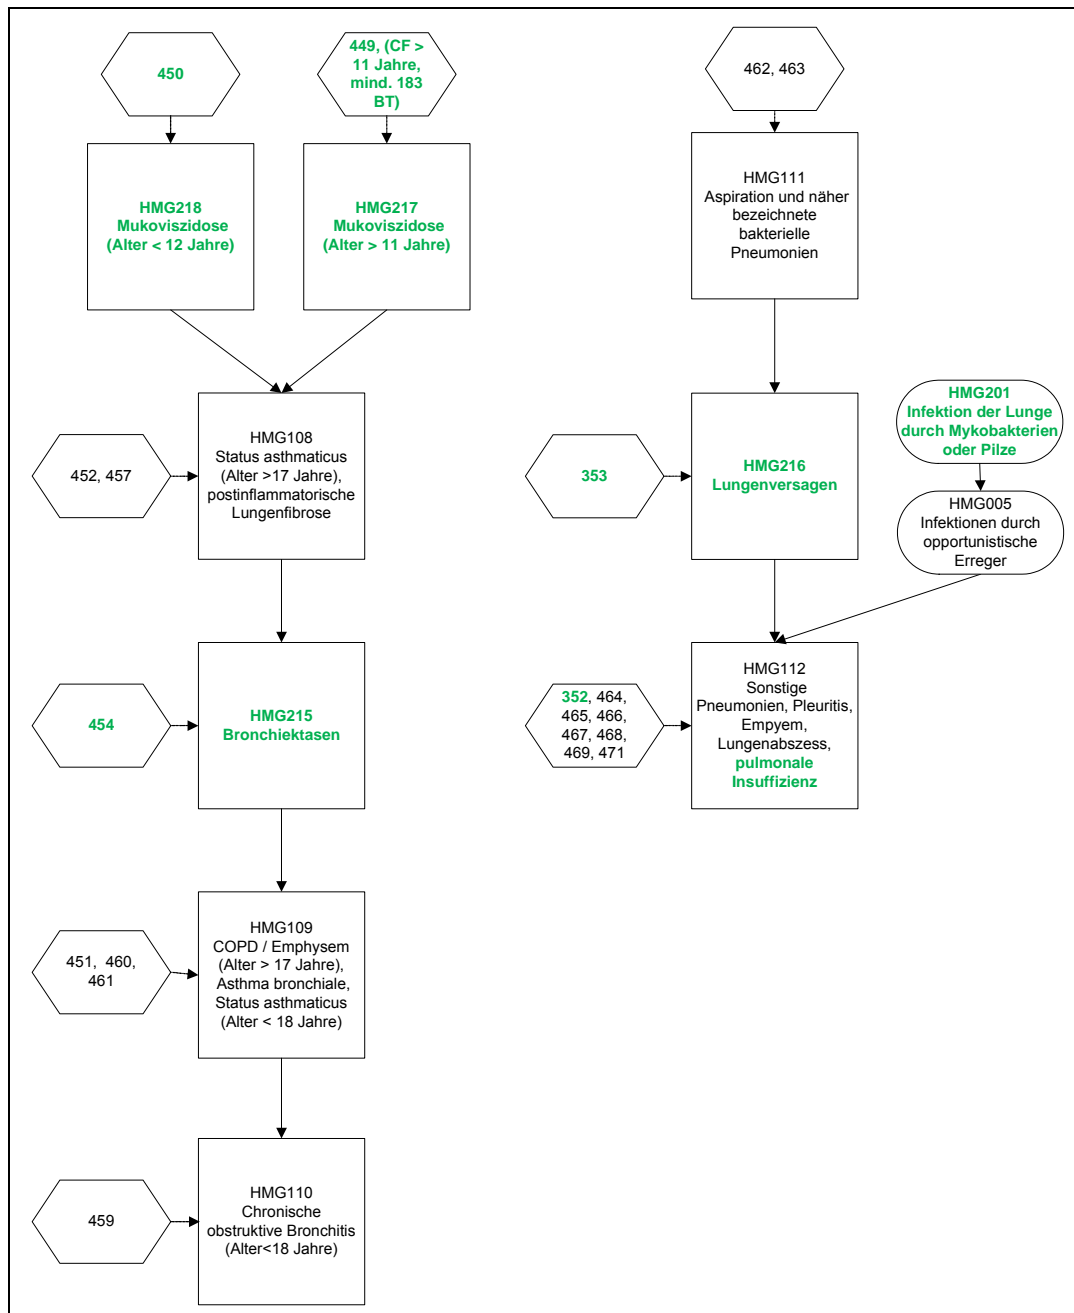 450
449, (CF >
11 Jahre,
mind. 183
BT)
HMG218
Mukoviszidose
(Alter < 12 Jahre)
HMG217
Mukoviszidose
(Alter > 11 Jahre)
452, 457
HMG108
Status asthmaticus
(Alter >17 Jahre),
postinflammatorische
Lungenfibrose
454
HMG215
Bronchiektasen
451, 460,
461
HMG109
COPD / Emphysem
(Alter > 17 Jahre),
Asthma bronchiale,
Status asthmaticus
(Alter < 18 Jahre)
459
HMG110
Chronische
obstruktive Bronchitis
(Alter<18 Jahre)
462, 463
HMG111
Aspiration und näher
bezeichnete
bakterielle
Pneumonien
353
HMG216
Lungenversagen
HMG201
Infektion der Lunge
durch Mykobakterien
oder Pilze
HMG005
Infektionen durch
opportunistische
Erreger
352, 464,
465, 466,
467, 468,
469, 471
HMG112
Sonstige
Pneumonien, Pleuritis,
Empyem,
Lungenabszess,
pulmonale
Insuffizienz